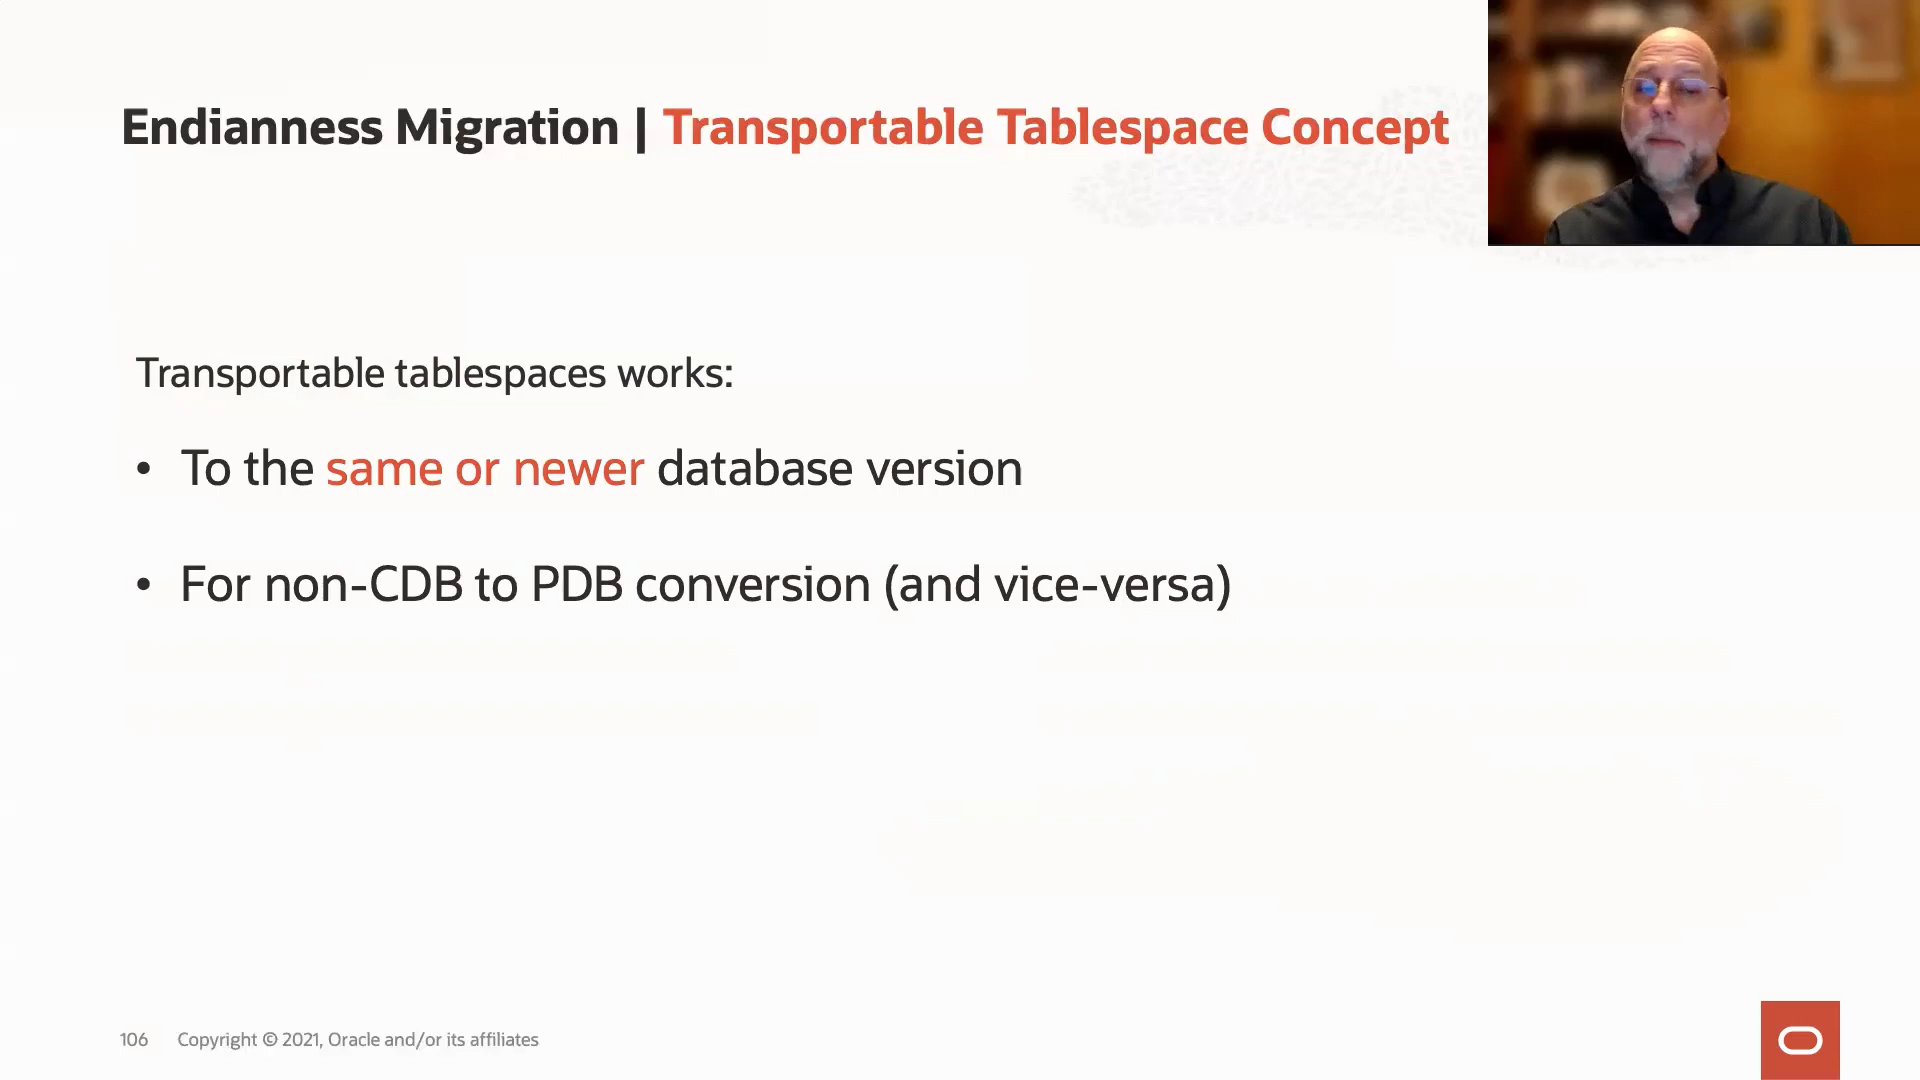 Endianness Migration | Transportable Tablespace Concept
Transportable tablespaces works:
• To the same or newer database version
• For non-CDB to PDB conversion (and vice-versa)
106 Copyright © 2021, Oracle and/or its affiliates